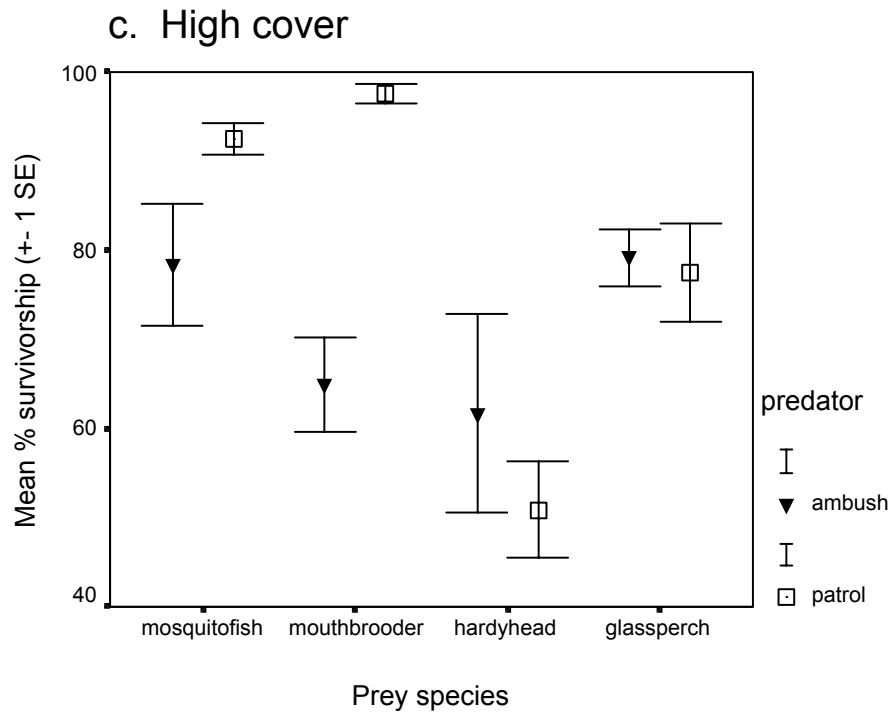 c. High cover
Mean % survivorship (+- 1 SE)
100
80
60
40
mosquitofish
mouthbrooder
hardyhead
glassperch
Prey species
predator
ambush
patrol